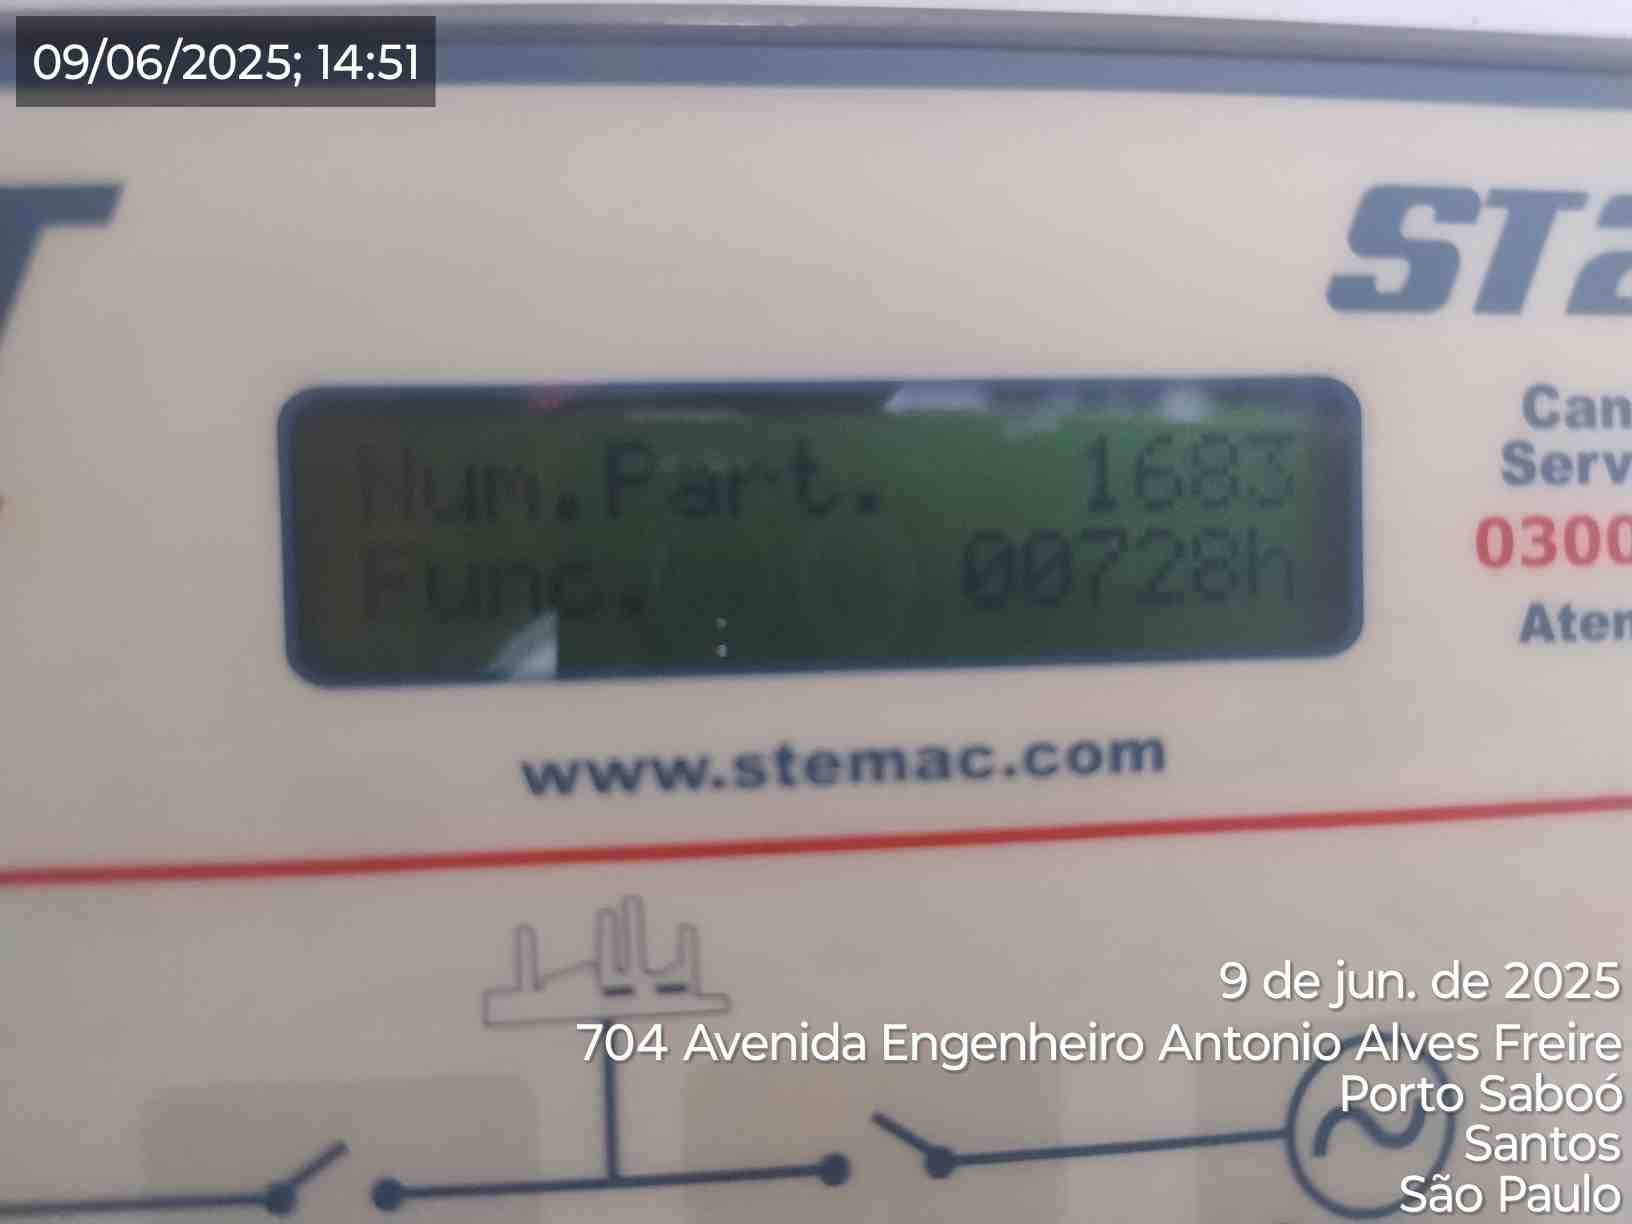 09/06/2025; 14:51
Num.Part. 1683
Func. 00728h
www.stemac.com
0300
9 de jun. de 2025
704 Avenida Engenheiro Antonio Alves Freire
Porto Saboó
Santos
São Paulo